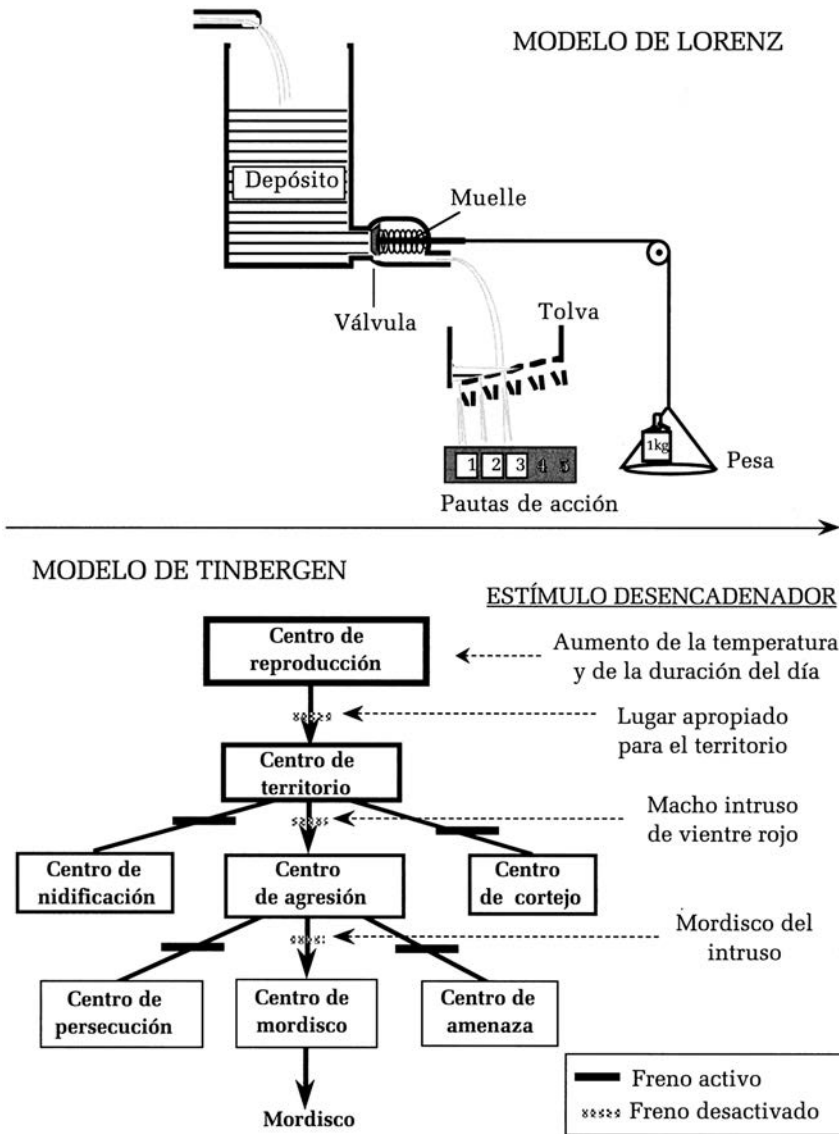 MODELO DE LORENZ
Depósito
Muelle
Válvula
Tolva
1kg
1 2 3 4 5
Pesa
Pautas de acción
MODELO DE TINBERGEN
ESTÍMULO DESENCADENADOR
Centro de
reproducción
Aumento de la temperatura
y de la duración del día
Lugar apropiado
para el territorio
Centro de
territorio
Macho intruso
de vientre rojo
Centro de
nidificación
Centro
de agresión
Centro
de cortejo
Mordisco del
intruso
Centro de
persecución
Centro de
mordisco
Centro de
amenaza
Freno activo
Freno desactivado
Mordisco